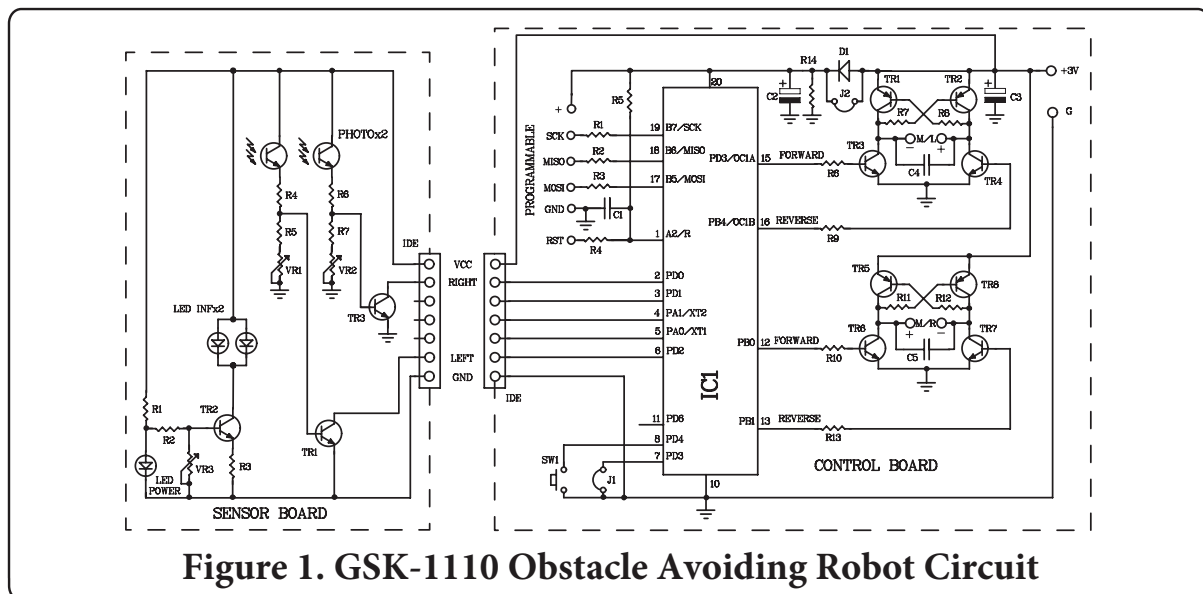 PHOTOx2
R4
R6
R5
R7
VR1
VR2
IDE
VCC
RIGHT
TR3
LED INFx2
LEFT
GND
R1
TR2
R2
VR3
R3
TR1
LED
POWER
SENSOR BOARD
PROGRAMMABLE
+
SCK
MISO
MOSI
GND
RST
R5
R1
R2
R3
C1
R4
20
19 B7/SCK
18 B6/MISO
17 B5/MOSI
1 A2/R
2 PD0
3 PD1
4 PA1/XT2
5 PA0/XT1
6 PD2
IDE
11 PD6
8 PD4
7 PD3
SW1
J1
IC1
10
PD3/OC1A 15 FORWARD
PB4/OC1B 16 REVERSE
PB0 12 FORWARD
PB1 13 REVERSE
+
C2
R14
D1
J2
TR1
TR2
R7
R8
+
C3
+3V
G
TR3
- M/L +
C4
TR4
R6
R9
TR5
TR8
R11
R12
TR6
+ M/R -
C5
TR7
R10
R13
CONTROL BOARD
Figure 1. GSK-1110 Obstacle Avoiding Robot Circuit